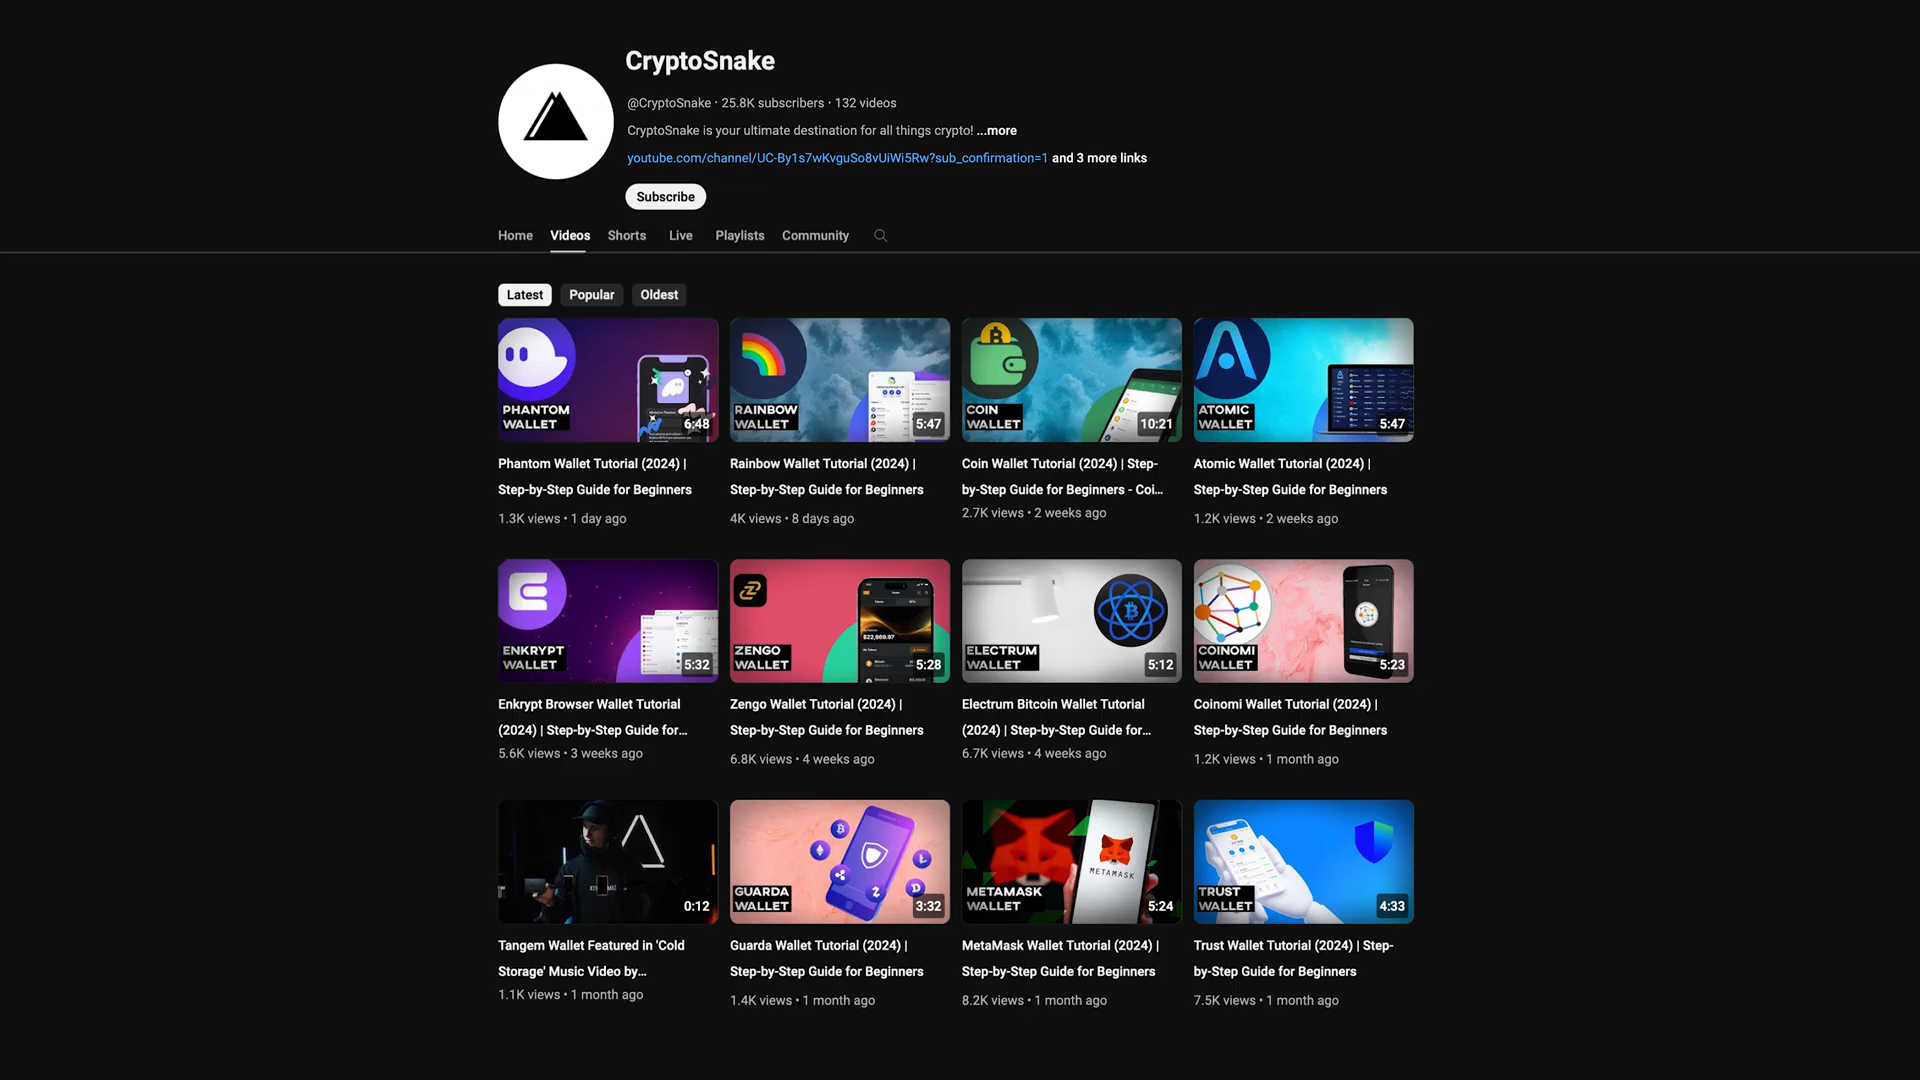 CryptoSnake
@CryptoSnake · 25.8K subscribers · 132 videos
CryptoSnake is your ultimate destination for all things crypto! ...more
youtube.com/channel/UC-By1s7wKvguSo8vUiWi5Rw?sub_confirmation=1 and 3 more links
Subscribe
Home Videos Shorts Live Playlists Community
Latest Popular Oldest
PHANTOM
WALLET
6:48
RAINBOW
WALLET
5:47
COIN
WALLET
10:21
ATOMIC
WALLET
5:47
Phantom Wallet Tutorial (2024) |
Step-by-Step Guide for Beginners
1.3K views • 1 day ago
Rainbow Wallet Tutorial (2024) |
Step-by-Step Guide for Beginners
4K views • 8 days ago
Coin Wallet Tutorial (2024) | Step-
by-Step Guide for Beginners - Coi...
2.7K views • 2 weeks ago
Atomic Wallet Tutorial (2024) |
Step-by-Step Guide for Beginners
1.2K views • 2 weeks ago
ENKRYPT
WALLET
5:32
ZENGO
WALLET
$22,969.97
5:28
ELECTRUM
WALLET
5:12
COINOMI
WALLET
5:23
Enkrypt Browser Wallet Tutorial
(2024) | Step-by-Step Guide for...
5.6K views • 3 weeks ago
Zengo Wallet Tutorial (2024) |
Step-by-Step Guide for Beginners
6.8K views • 4 weeks ago
Electrum Bitcoin Wallet Tutorial
(2024) | Step-by-Step Guide for...
6.7K views • 4 weeks ago
Coinomi Wallet Tutorial (2024) |
Step-by-Step Guide for Beginners
1.2K views • 1 month ago
0:12
GUARDA
WALLET
3:32
METAMASK
WALLET
METAMASK
5:24
TRUST
WALLET
4:33
Tangem Wallet Featured in 'Cold
Storage' Music Video by...
1.1K views • 1 month ago
Guarda Wallet Tutorial (2024) |
Step-by-Step Guide for Beginners
1.4K views • 1 month ago
MetaMask Wallet Tutorial (2024) |
Step-by-Step Guide for Beginners
8.2K views • 1 month ago
Trust Wallet Tutorial (2024) | Step-
by-Step Guide for Beginners
7.5K views • 1 month ago